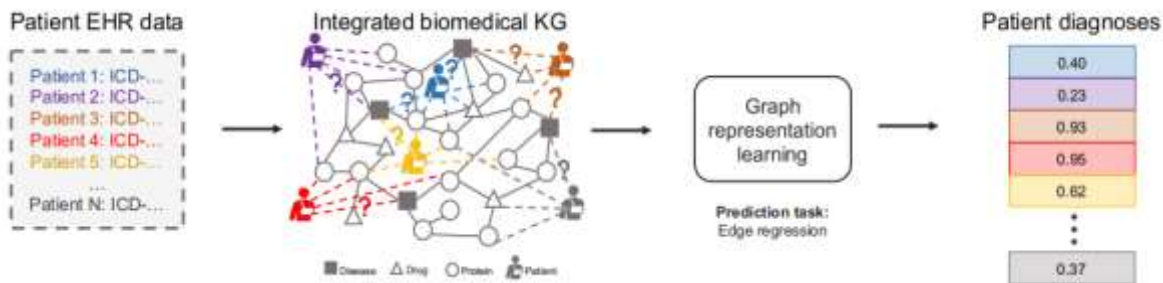 Patient EHR data
Patient 1: ICD-...
Patient 2: ICD-...
Patient 3: ICD-...
Patient 4: ICD-...
Patient 5: ICD-...
...
Patient N: ICD-...
Integrated biomedical KG
? ? ? ? ? ? ? ?
Disease Drug Protein Patient
Graph
representation
learning
Prediction task:
Edge regression
Patient diagnoses
0.40
0.23
0.93
0.95
0.62
0.37